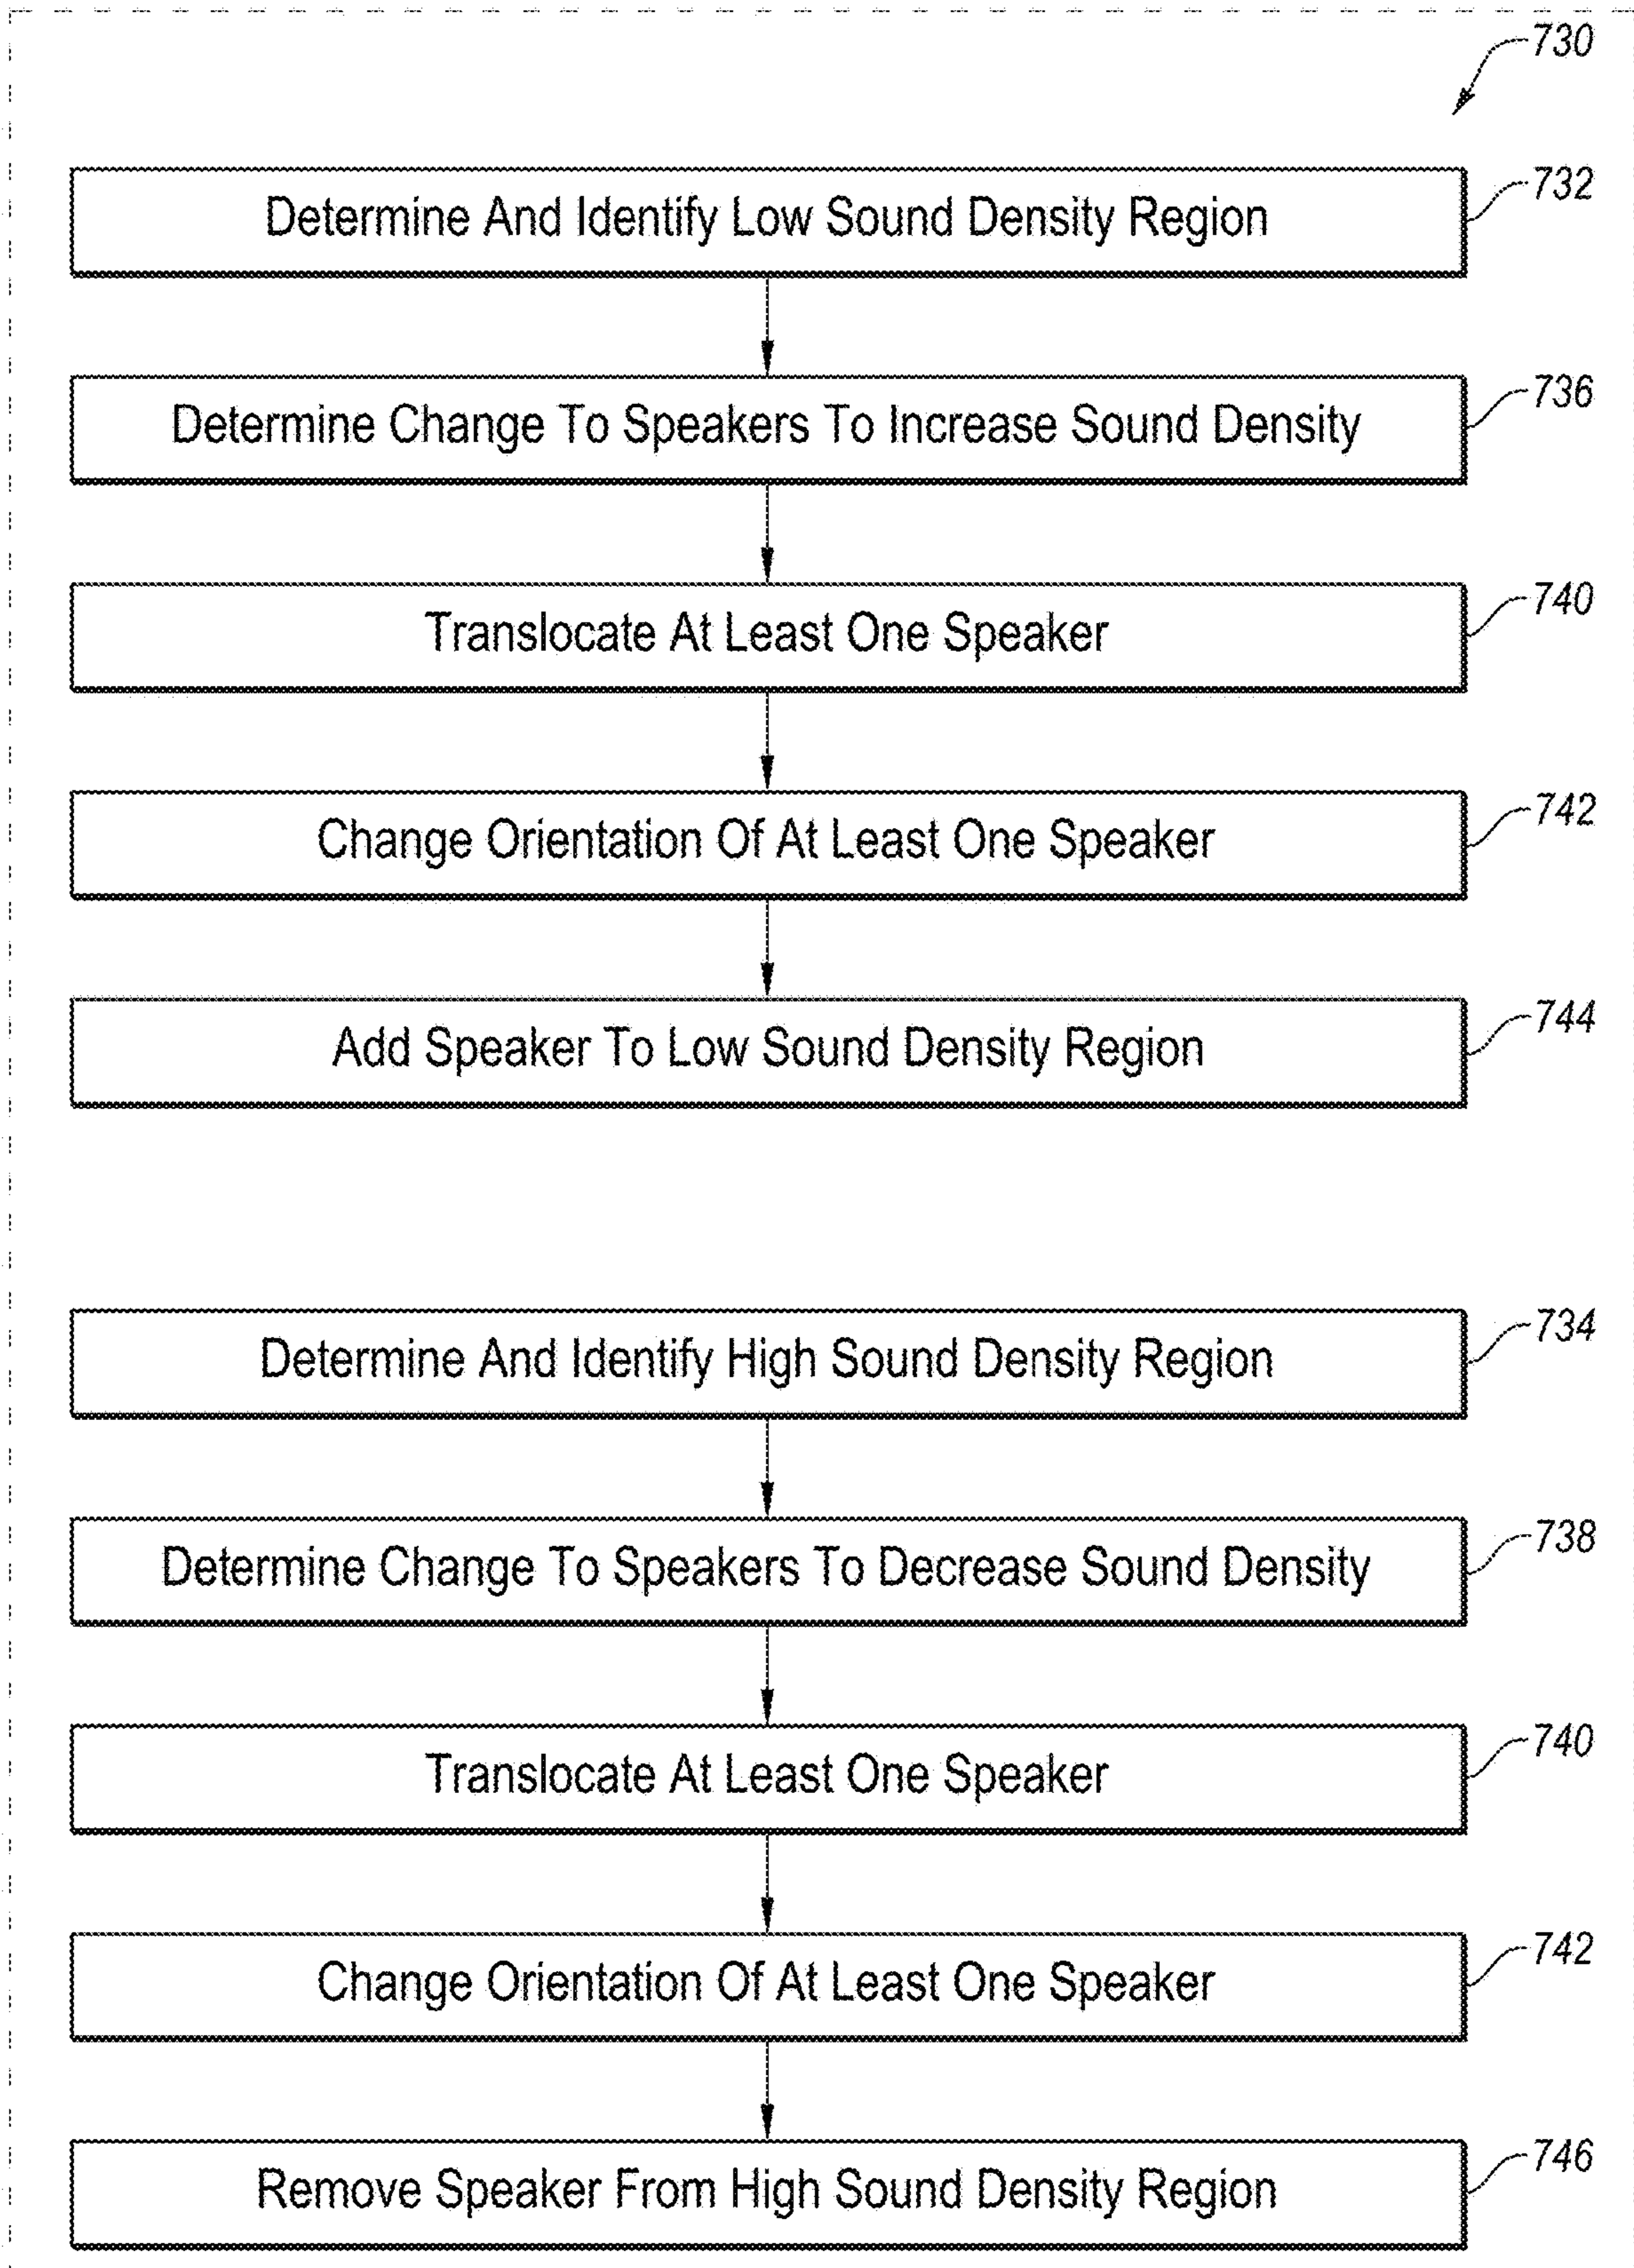 730
Determine And Identify Low Sound Density Region
732
Determine Change To Speakers To Increase Sound Density
736
Translocate At Least One Speaker
740
Change Orientation Of At Least One Speaker
742
Add Speaker To Low Sound Density Region
744
Determine And Identify High Sound Density Region
734
Determine Change To Speakers To Decrease Sound Density
738
Translocate At Least One Speaker
740
Change Orientation Of At Least One Speaker
742
Remove Speaker From High Sound Density Region
746